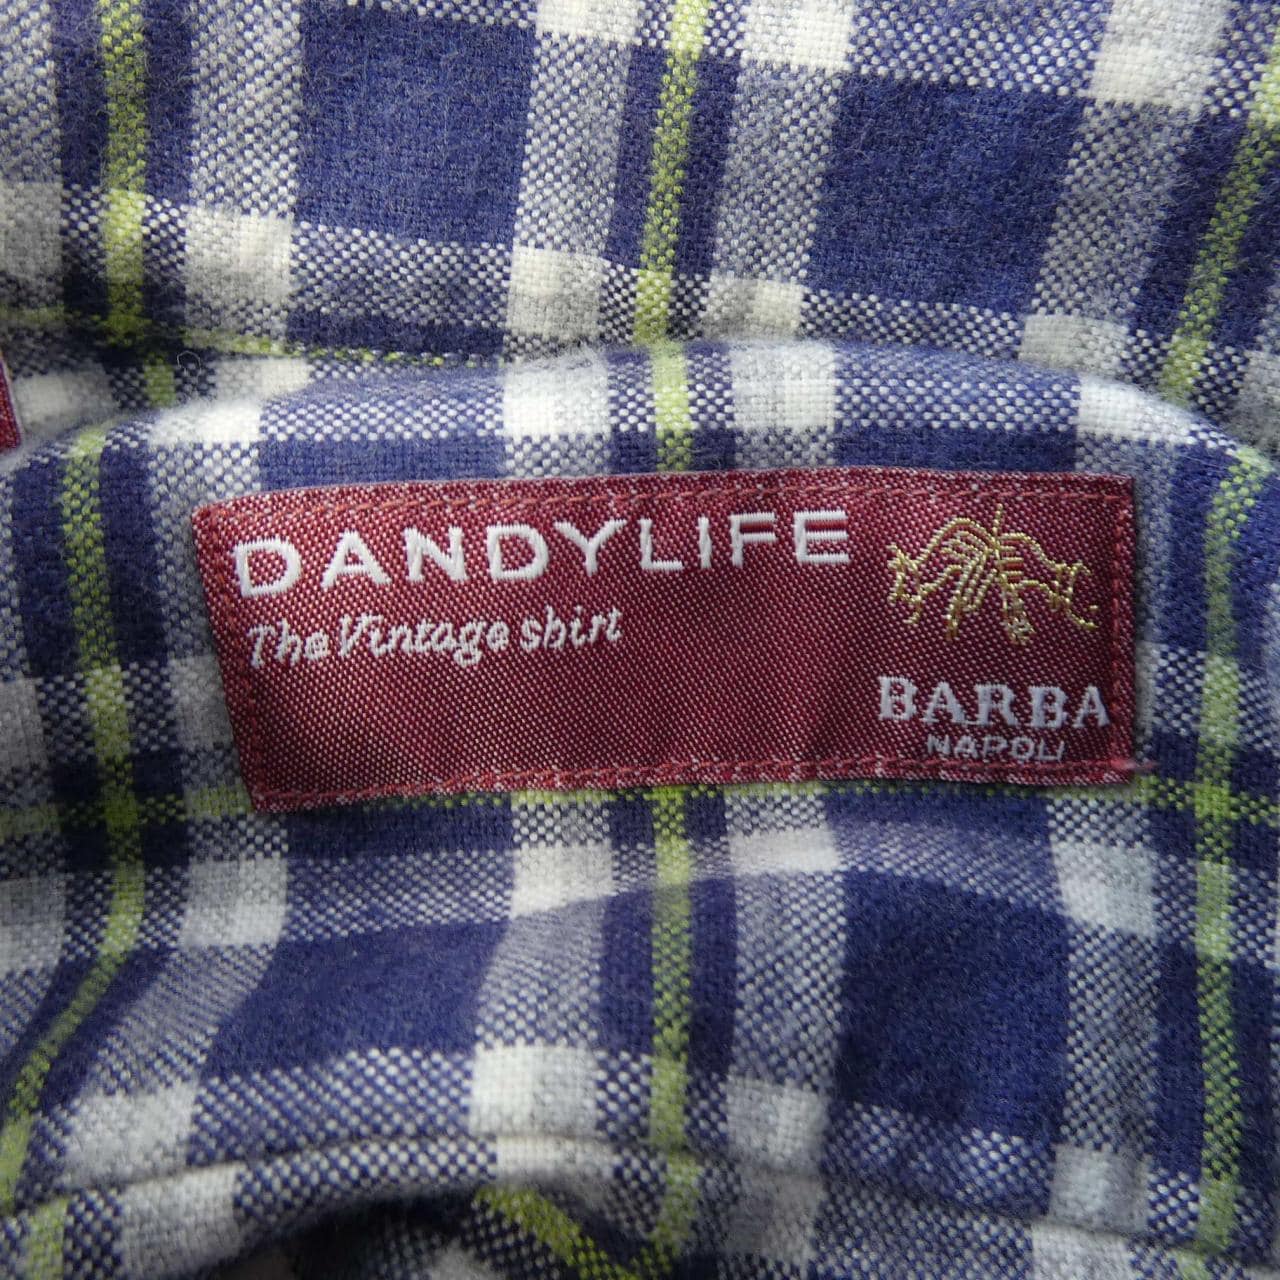 DANDYLIFE
The Vintage shirt
BARBA
NAPOLI